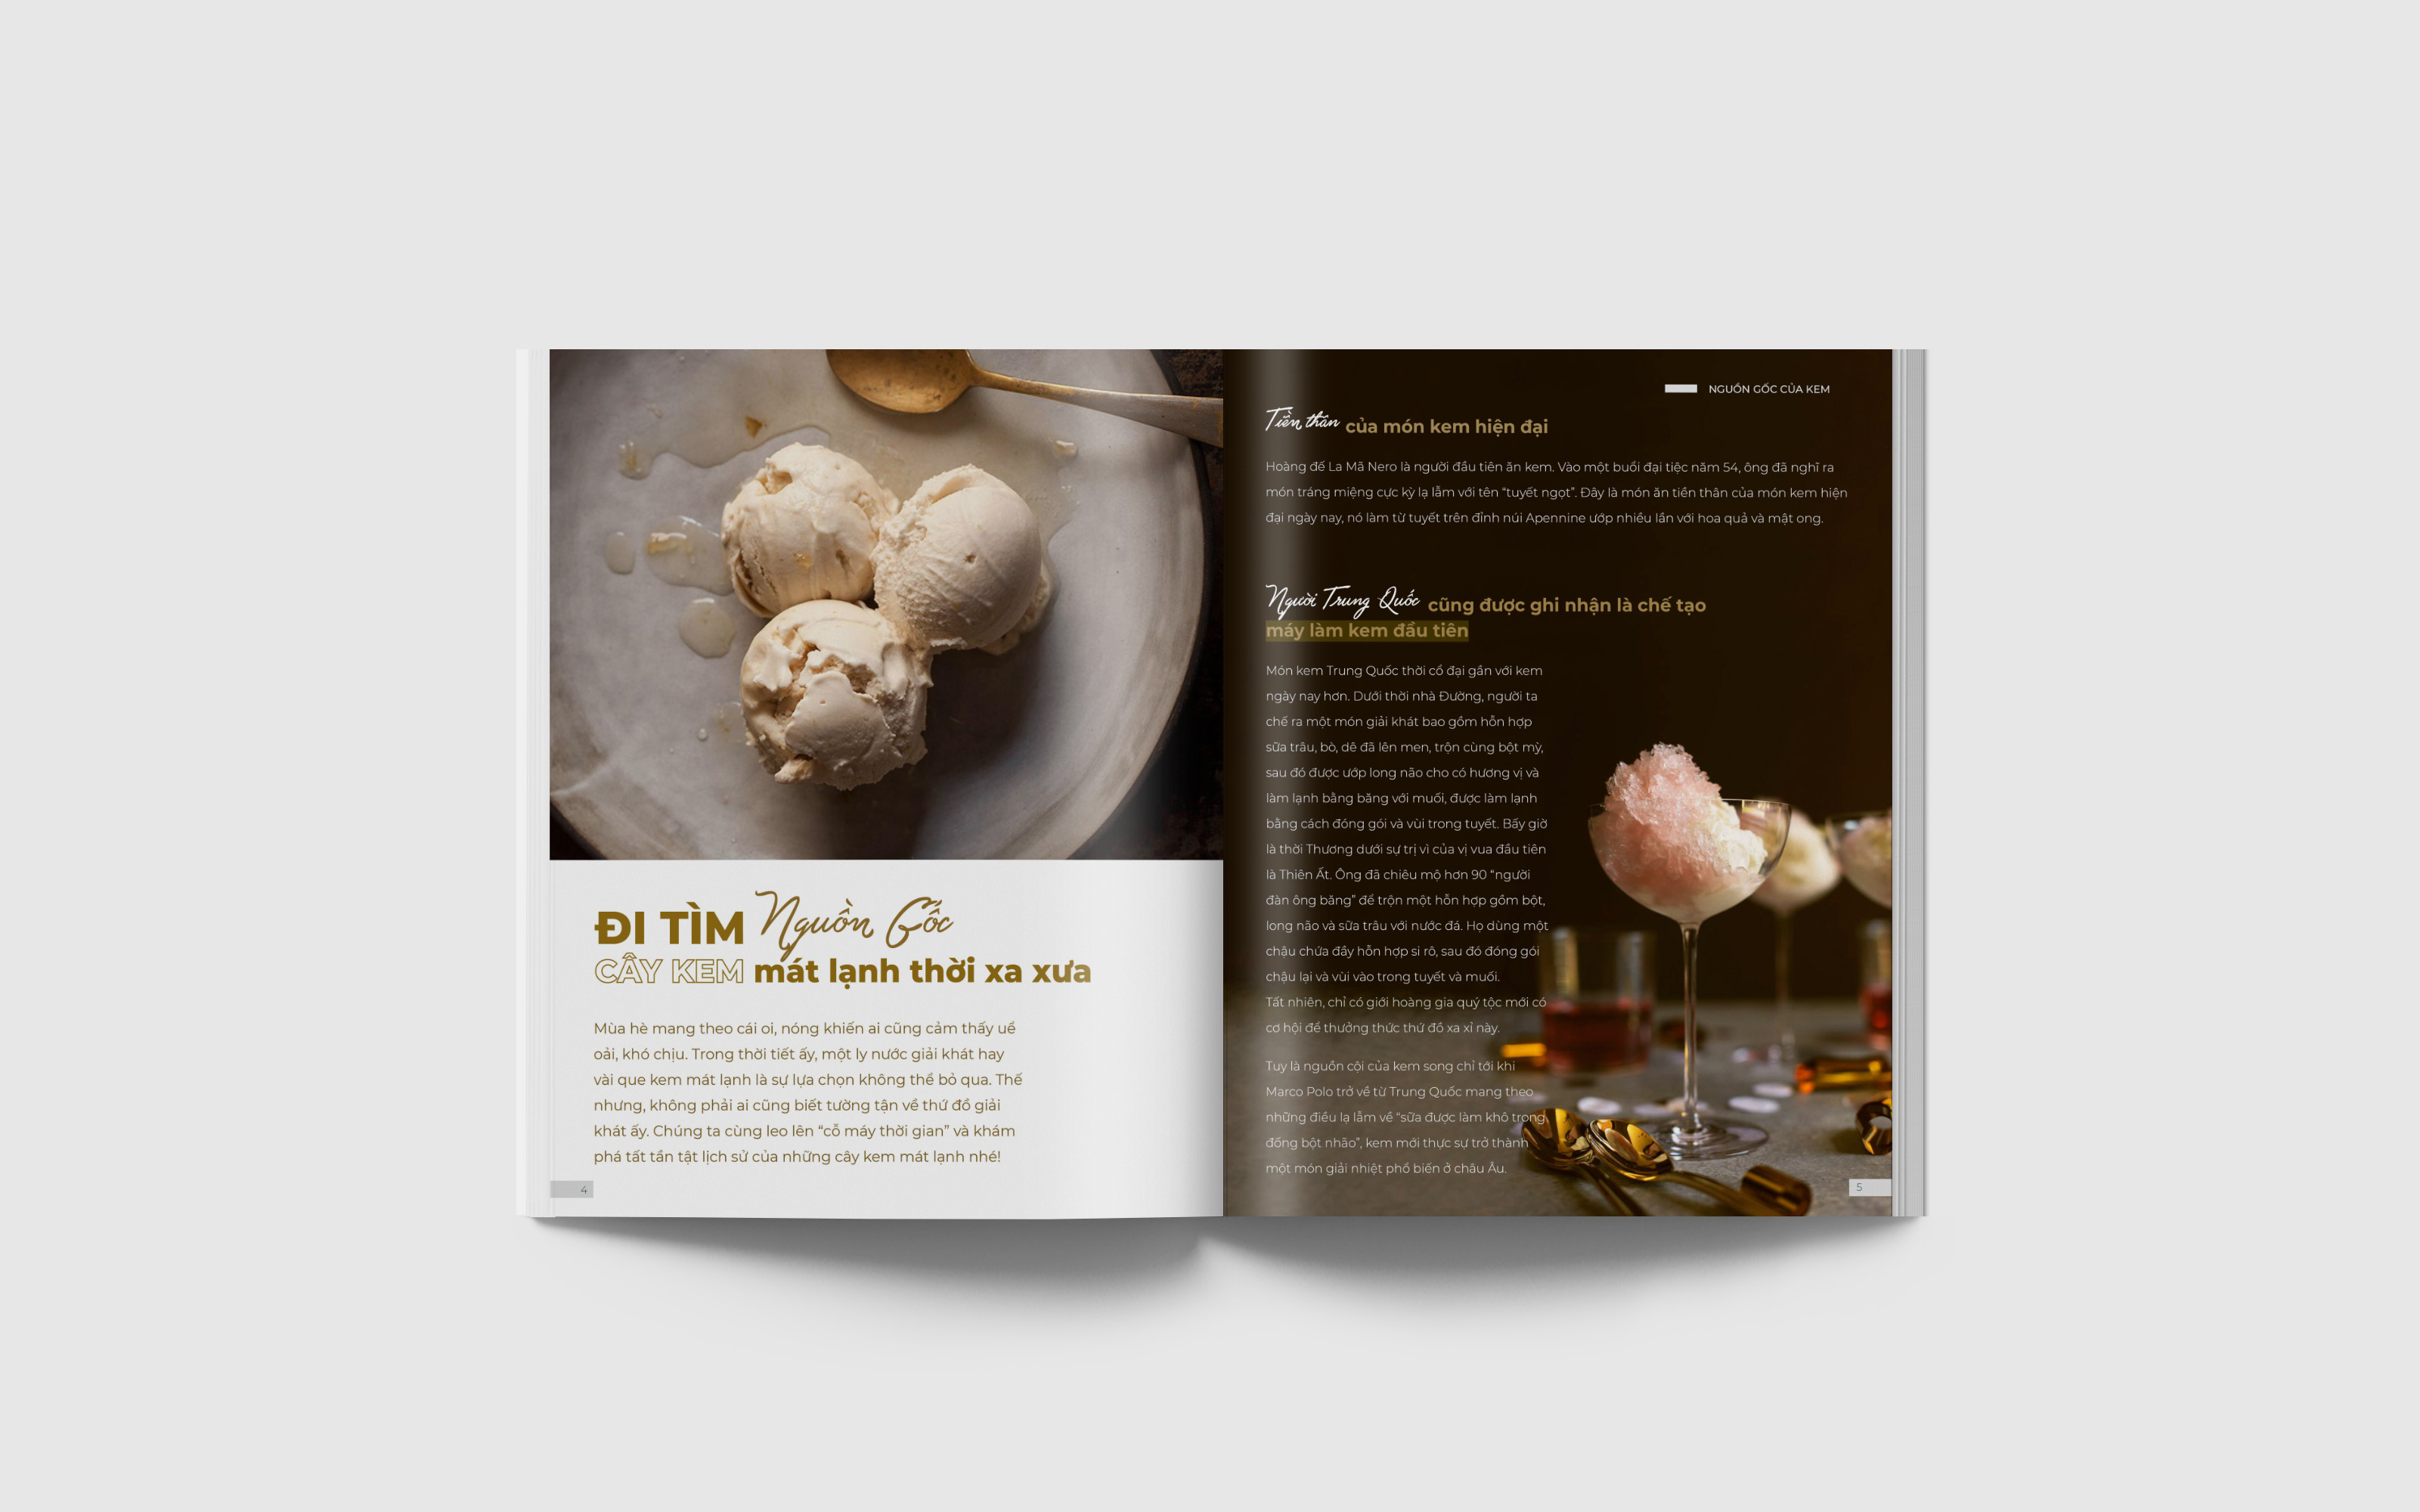 ĐI TÌM Nguồn Gốc
CÂY KEM mát lạnh thời xa xưa
Mùa hè mang theo cái oi, nóng khiến ai cũng cảm thấy uể
oải, khó chịu. Trong thời tiết ấy, một ly nước giải khát hay
vài que kem mát lạnh là sự lựa chọn không thể bỏ qua. Thế
nhưng, không phải ai cũng biết tường tận về thứ đồ giải
khát ấy. Chúng ta cùng leo lên “cỗ máy thời gian” và khám
phá tất tần tật lịch sử của những cây kem mát lạnh nhé!
4
NGUỒN GỐC CỦA KEM
Tiền thân của món kem hiện đại
Hoàng đế La Mã Nero là người đầu tiên ăn kem. Vào một buổi đại tiệc năm 54, ông đã nghĩ ra
món tráng miệng cực kỳ lạ lẫm với tên “tuyết ngọt”. Đây là món ăn tiền thân của món kem hiện
đại ngày nay, nó làm từ tuyết trên đỉnh núi Apennine ướp nhiều lần với hoa quả và mật ong.
Người Trung Quốc cũng được ghi nhận là chế tạo
máy làm kem đầu tiên
Món kem Trung Quốc thời cổ đại gần với kem
ngày nay hơn. Dưới thời nhà Đường, người ta
chế ra một món giải khát bao gồm hỗn hợp
sữa trâu, bò, dê đã lên men, trộn cùng bột mỳ,
sau đó được ướp long não cho có hương vị và
làm lạnh bằng băng với muối, được làm lạnh
bằng cách đóng gói và vùi trong tuyết. Bấy giờ
là thời Thương dưới sự trị vì của vị vua đầu tiên
là Thiên Ất. Ông đã chiêu mộ hơn 90 “người
đàn ông băng” để trộn một hỗn hợp gồm bột,
long não và sữa trâu với nước đá. Họ dùng một
chậu chứa đầy hỗn hợp si rô, sau đó đóng gói
chậu lại và vùi vào trong tuyết và muối.
Tất nhiên, chỉ có giới hoàng gia quý tộc mới có
cơ hội để thưởng thức thứ đồ xa xỉ này.
Tuy là nguồn cội của kem song chỉ tới khi
Marco Polo trở về từ Trung Quốc mang theo
những điều lạ lẫm về “sữa được làm khô trong
đống bột nhão”, kem mới thực sự trở thành
một món giải nhiệt phổ biến ở châu Âu.
5